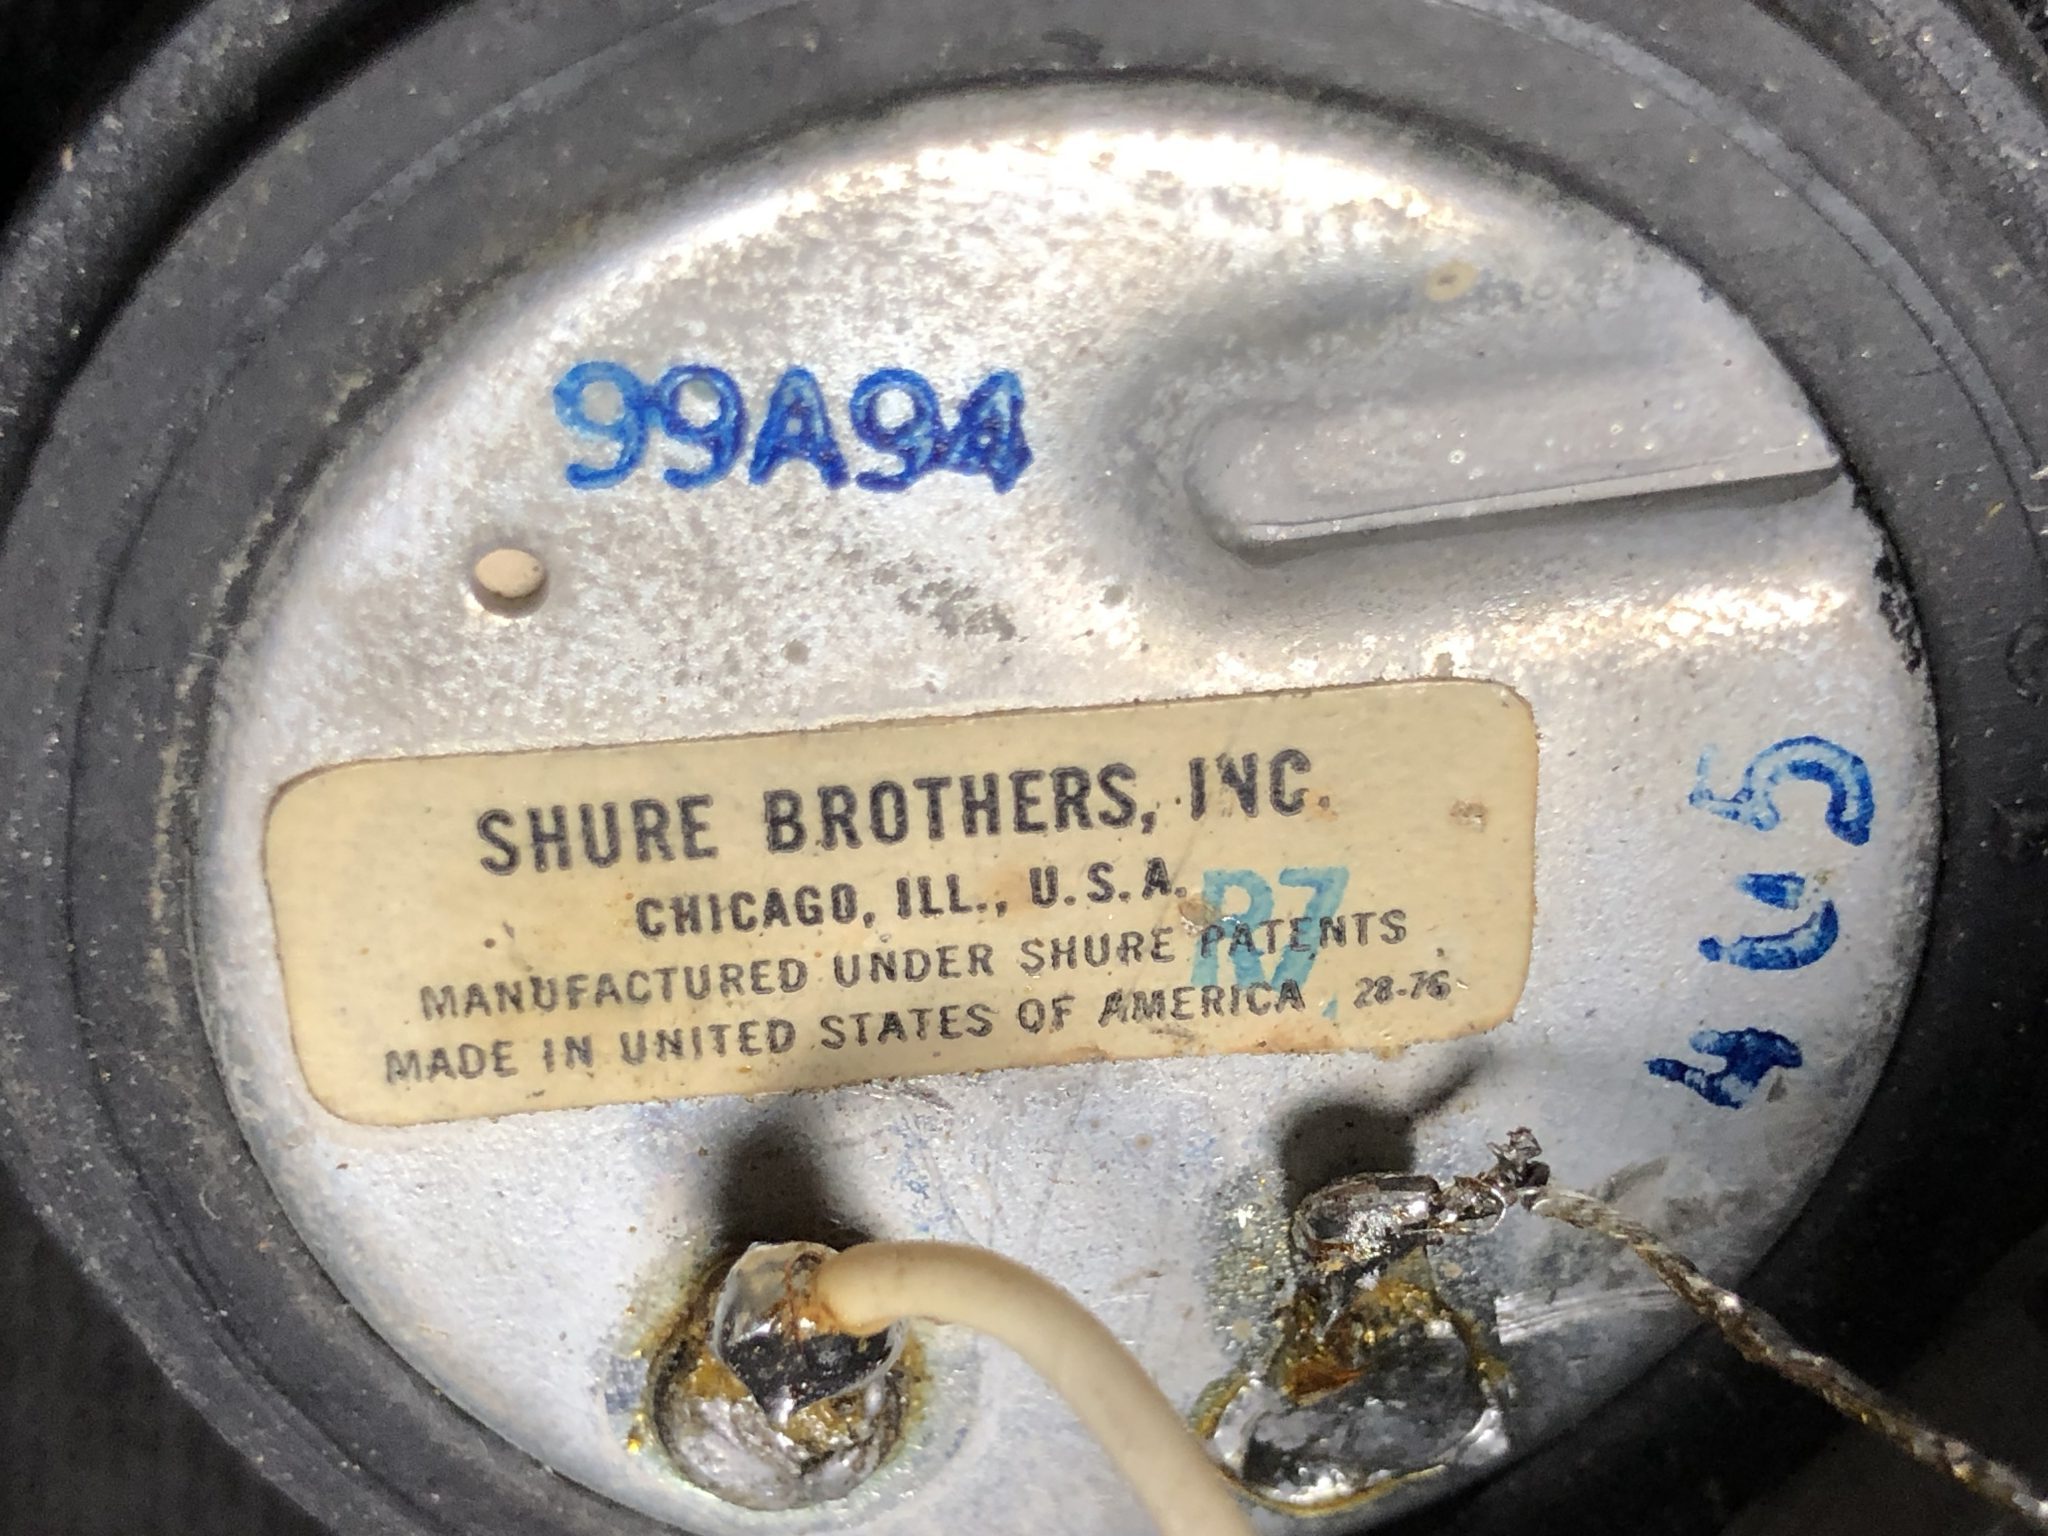 99A94
SHURE BROTHERS, INC.
CHICAGO, ILL., U.S.A.
R7
MANUFACTURED UNDER SHURE PATENTS
MADE IN UNITED STATES OF AMERICA 28-76